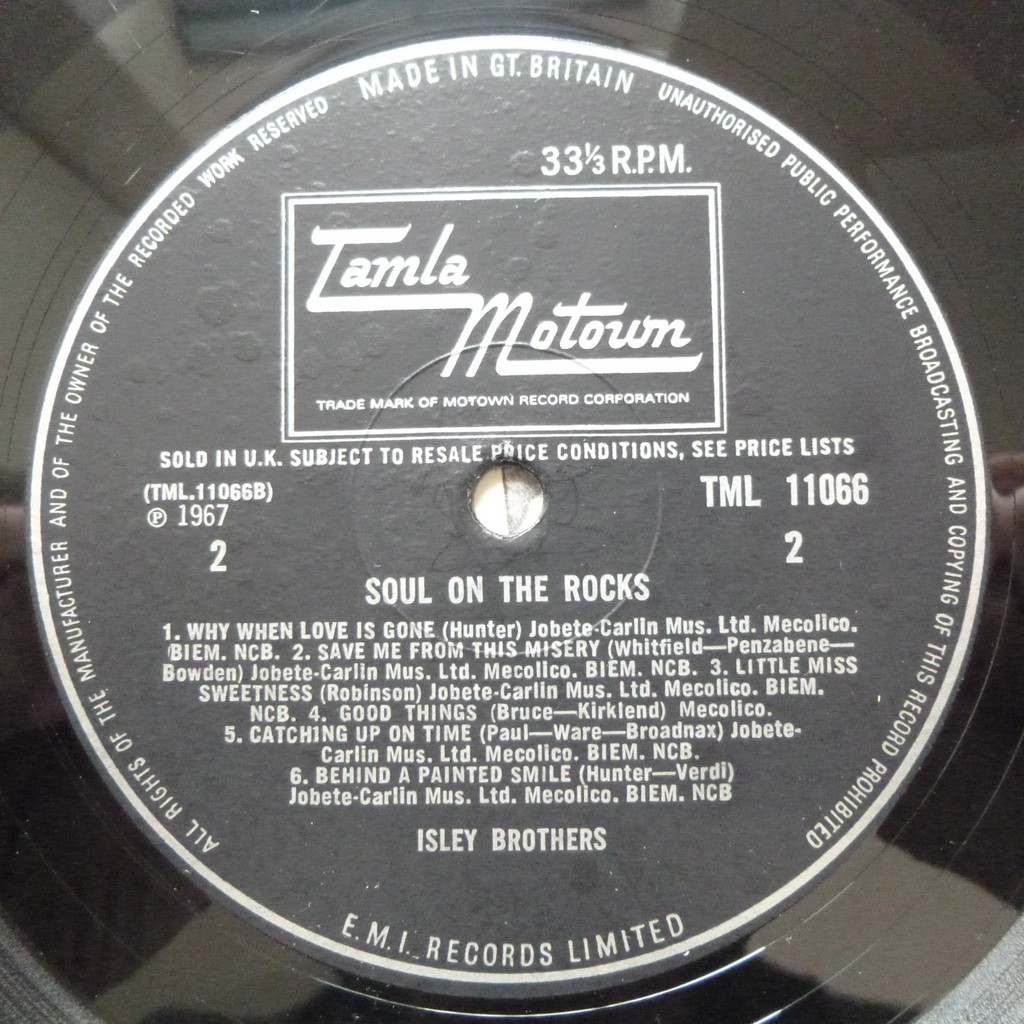 MADE IN GT. BRITAIN
UNAUTHORISED PUBLIC PERFORMANCE BROADCASTING AND COPYING OF THIS RECORD PROHIBITED
ALL RIGHTS OF THE MANUFACTURER AND OF THE OWNER OF THE RECORDED WORK RESERVED
33⅓ R.P.M.
Tamla
Motown
TRADE MARK OF MOTOWN RECORD CORPORATION
SOLD IN U.K. SUBJECT TO RESALE PRICE CONDITIONS, SEE PRICE LISTS
(TML.11066B)
℗ 1967
2
TML 11066
2
SOUL ON THE ROCKS
1. WHY WHEN LOVE IS GONE (Hunter) Jobete-Carlin Mus. Ltd. Mecolico.
BIEM. NCB. 2. SAVE ME FROM THIS MISERY (Whitfield—Penzabene—
Bowden) Jobete-Carlin Mus. Ltd. Mecolico. BIEM. NCB. 3. LITTLE MISS
SWEETNESS (Robinson) Jobete-Carlin Mus. Ltd. Mecolico. BIEM.
NCB. 4. GOOD THINGS (Bruce—Kirklend) Mecolico.
5. CATCHING UP ON TIME (Paul—Ware—Broadnax) Jobete-
Carlin Mus. Ltd. Mecolico. BIEM. NCB.
6. BEHIND A PAINTED SMILE (Hunter—Verdi)
Jobete-Carlin Mus. Ltd. Mecolico. BIEM. NCB
ISLEY BROTHERS
E.M.I. RECORDS LIMITED